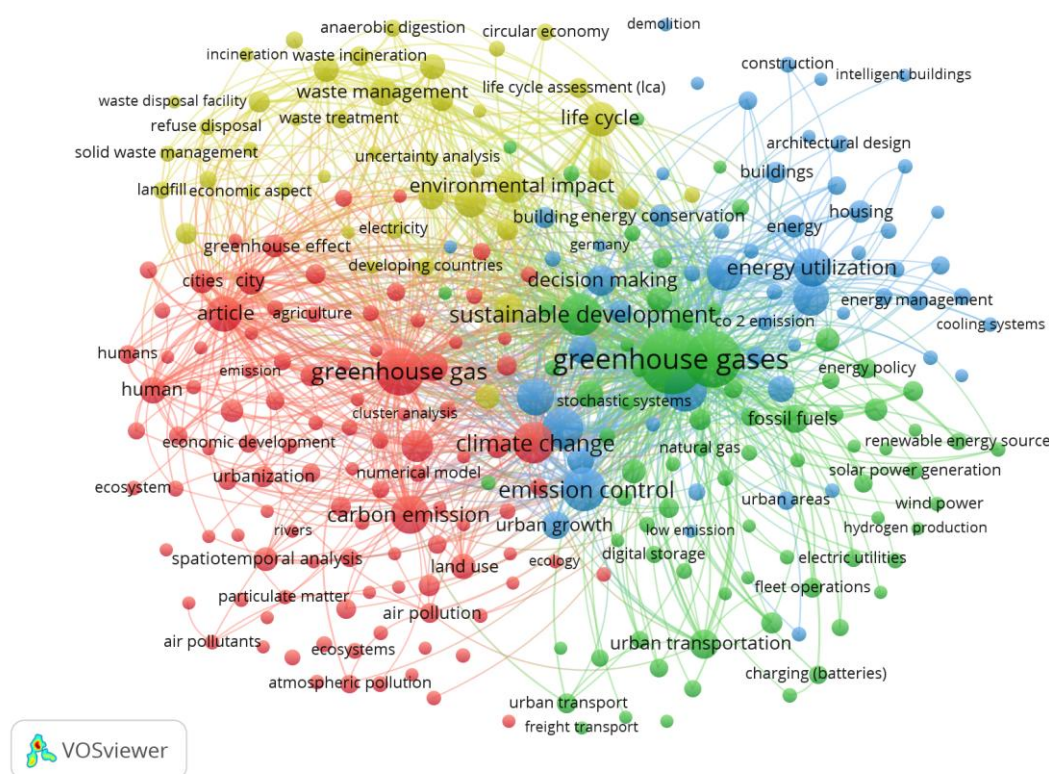 anaerobic digestion
circular economy
demolition
incineration
waste incineration
construction
intelligent buildings
waste disposal facility
waste management
life cycle assessment (lca)
refuse disposal
waste treatment
life cycle
architectural design
solid waste management
uncertainty analysis
buildings
landfill
economic aspect
environmental impact
building
energy conservation
housing
electricity
energy
greenhouse effect
germany
developing countries
decision making
energy utilization
cities
city
article
agriculture
sustainable development
energy management
co 2 emission
cooling systems
humans
emission
greenhouse gas
greenhouse gases
energy policy
human
cluster analysis
stochastic systems
fossil fuels
economic development
climate change
natural gas
renewable energy source
urbanization
numerical model
solar power generation
ecosystem
emission control
urban areas
wind power
carbon emission
urban growth
low emission
hydrogen production
rivers
spatiotemporal analysis
land use
ecology
digital storage
electric utilities
particulate matter
air pollution
fleet operations
air pollutants
ecosystems
urban transportation
atmospheric pollution
charging (batteries)
urban transport
freight transport
VOSviewer